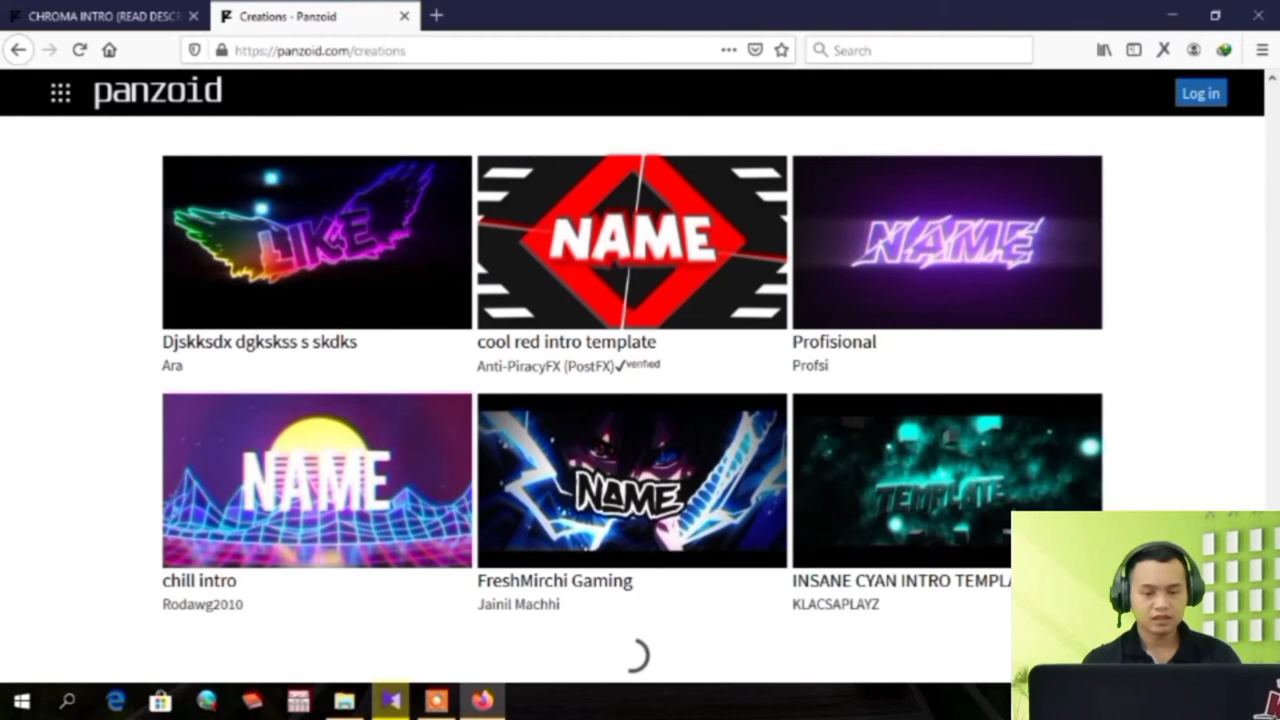 CHROMA INTRO (READ DESCR
Creations - Panzoid
https://panzoid.com/creations
Search
panzoid
Log in
LIKE
NAME
NAME
Djskksdx dgkskss s skdks
cool red intro template
Profisional
Ara
Anti-PiracyFX (PostFX)✓verified
Profsi
NAME
NAME
TEMPLATE
chill intro
FreshMirchi Gaming
INSANE CYAN INTRO TEMPLA
Rodawg2010
Jainil Machhi
KLACSAPLAYZ